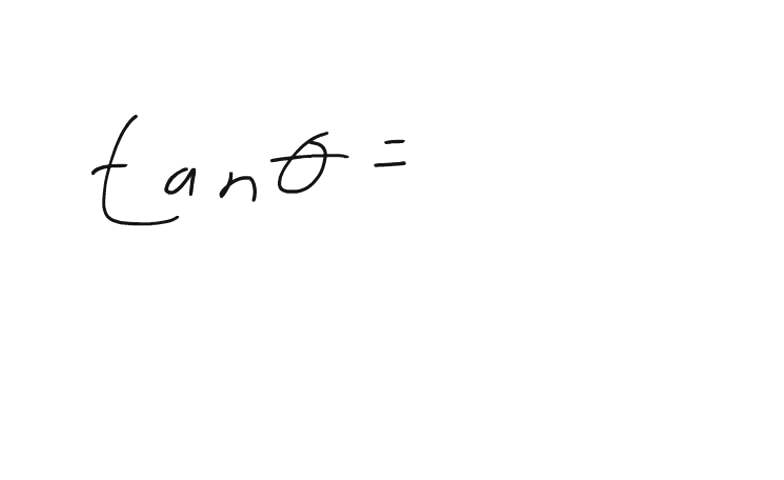 tanθ =